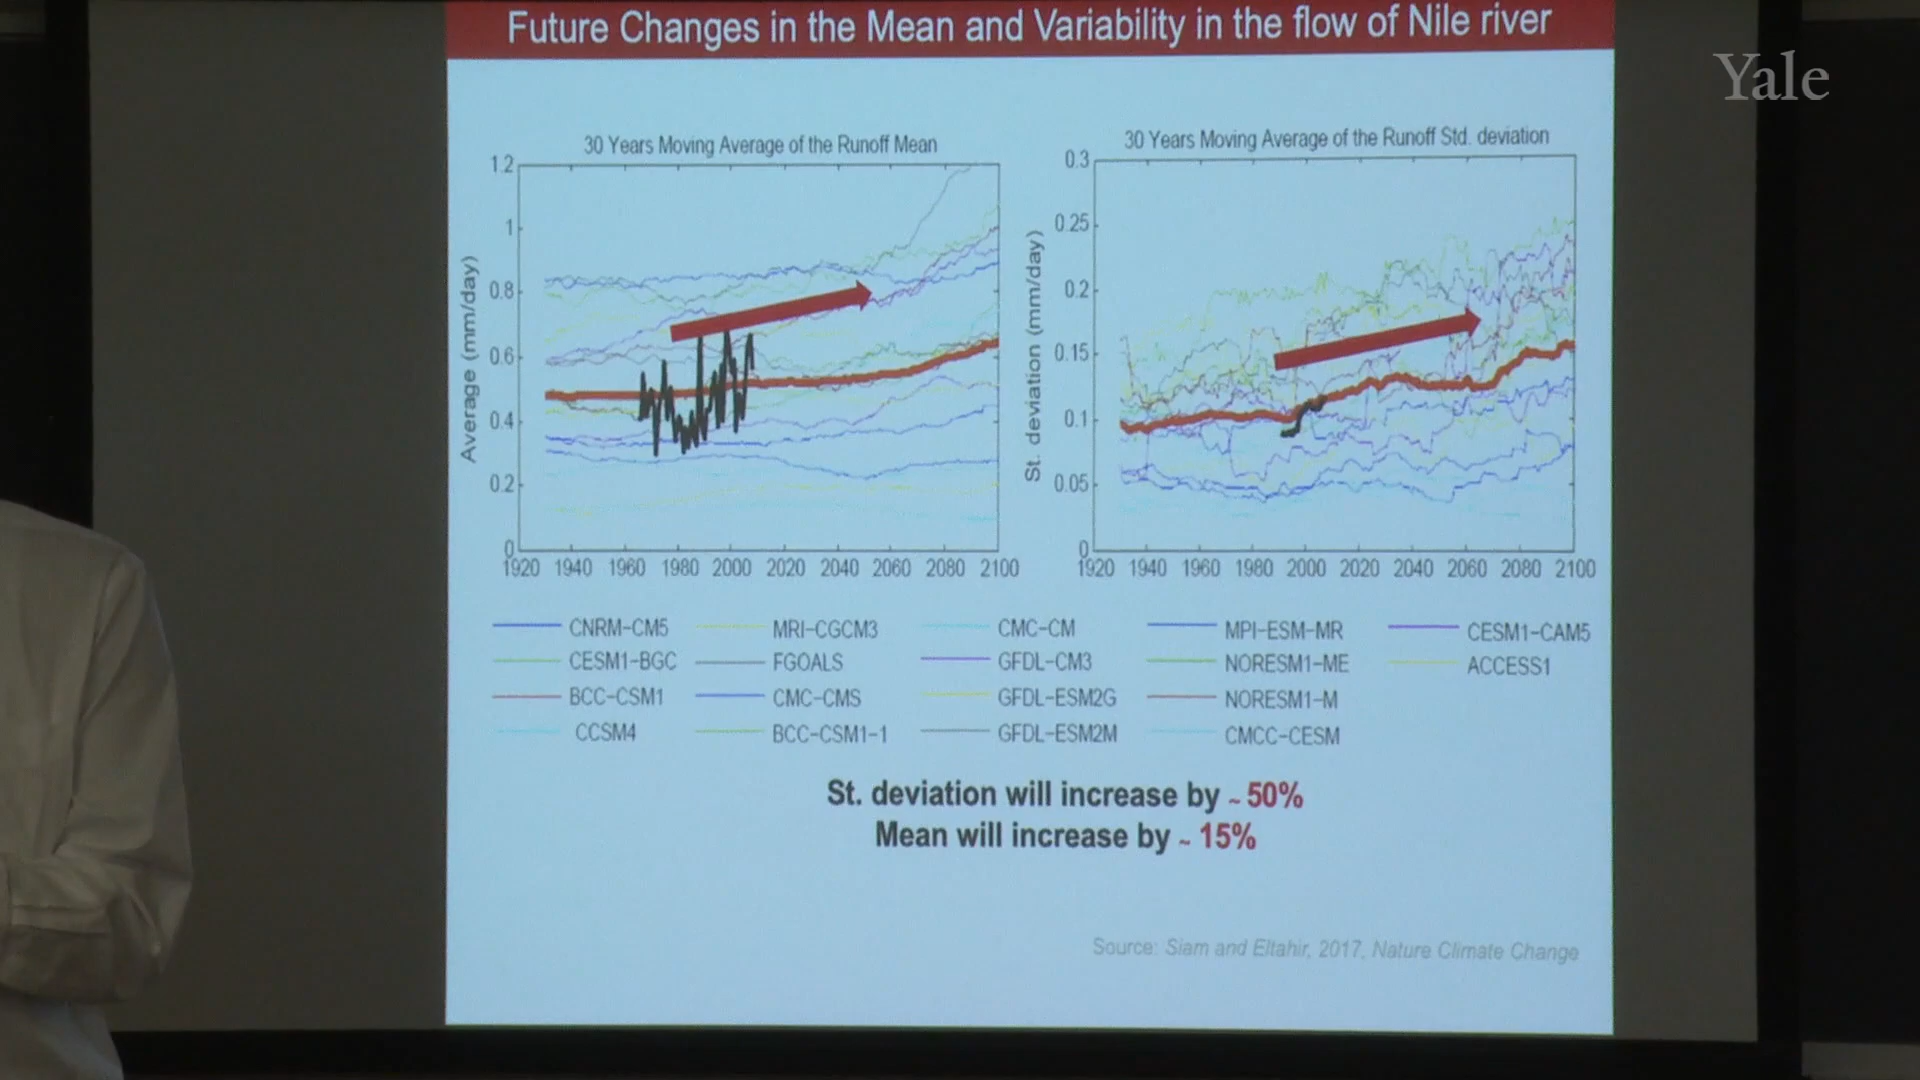 Future Changes in the Mean and Variability in the flow of Nile river
Yale
30 Years Moving Average of the Runoff Mean
1.2
1
0.8
0.6
0.4
0.2
0
Average (mm/day)
1920 1940 1960 1980 2000 2020 2040 2060 2080 2100
30 Years Moving Average of the Runoff Std. deviation
0.3
0.25
0.2
0.15
0.1
0.05
0
St. deviation (mm/day)
1920 1940 1960 1980 2000 2020 2040 2060 2080 2100
CNRM-CM5 MRI-CGCM3 CMC-CM MPI-ESM-MR CESM1-CAM5
CESM1-BGC FGOALS GFDL-CM3 NORESM1-ME ACCESS1
BCC-CSM1 CMC-CMS GFDL-ESM2G NORESM1-M
CCSM4 BCC-CSM1-1 GFDL-ESM2M CMCC-CESM
St. deviation will increase by ~ 50%
Mean will increase by ~ 15%
Source: Siam and Eltahir, 2017, Nature Climate Change